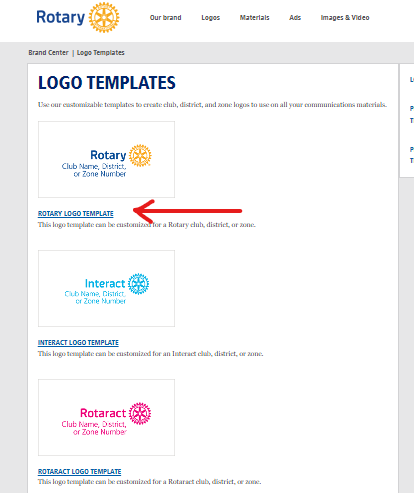 Rotary
Our brand Logos Materials Ads Images & Video
Brand Center | Logo Templates
LOGO TEMPLATES
Use our customizable templates to create club, district, and zone logos to use on all your communications materials.
Rotary
Club Name, District,
or Zone Number
ROTARY LOGO TEMPLATE
This logo template can be customized for a Rotary club, district, or zone.
Interact
Club Name, District,
or Zone Number
INTERACT LOGO TEMPLATE
This logo template can be customized for an Interact club, district, or zone.
Rotaract
Club Name, District,
or Zone Number
ROTARACT LOGO TEMPLATE
This logo template can be customized for a Rotaract club, district, or zone.